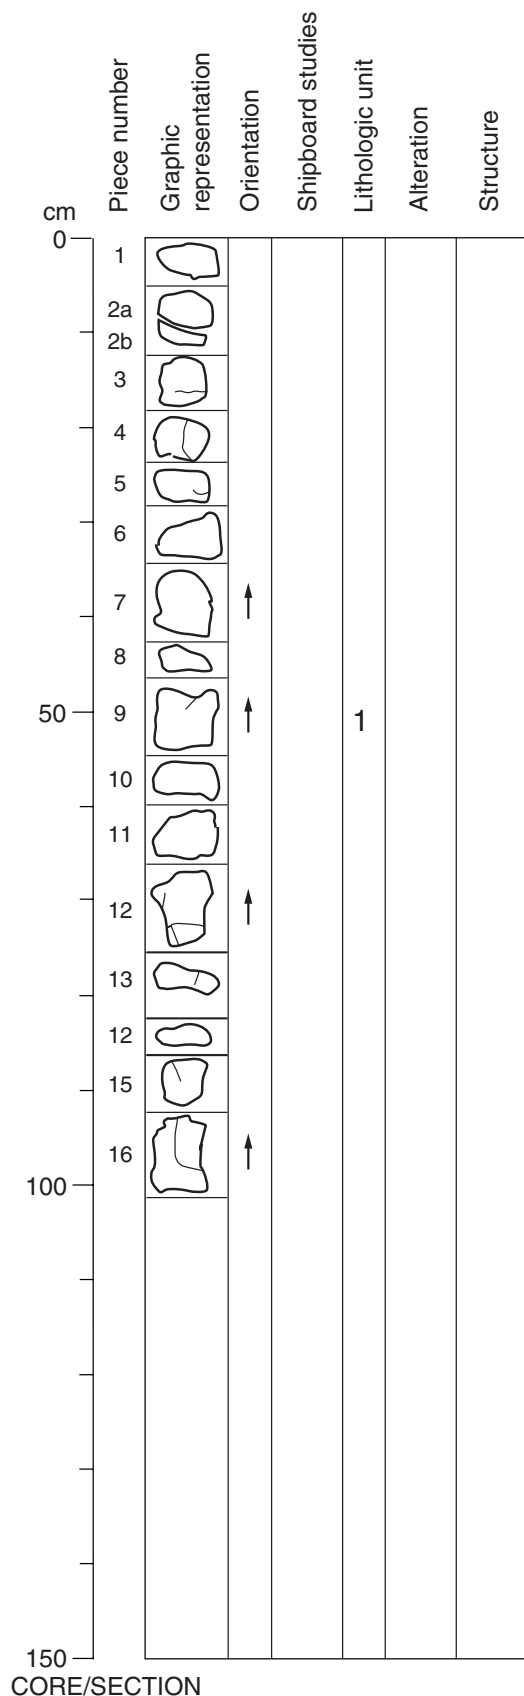 cm
Piece number
Graphic
representation
Orientation
Shipboard studies
Lithologic unit
Alteration
Structure
0
1
2a
2b
3
4
5
6
7
8
50
9
1
10
11
12
13
12
15
16
100
150
CORE/SECTION